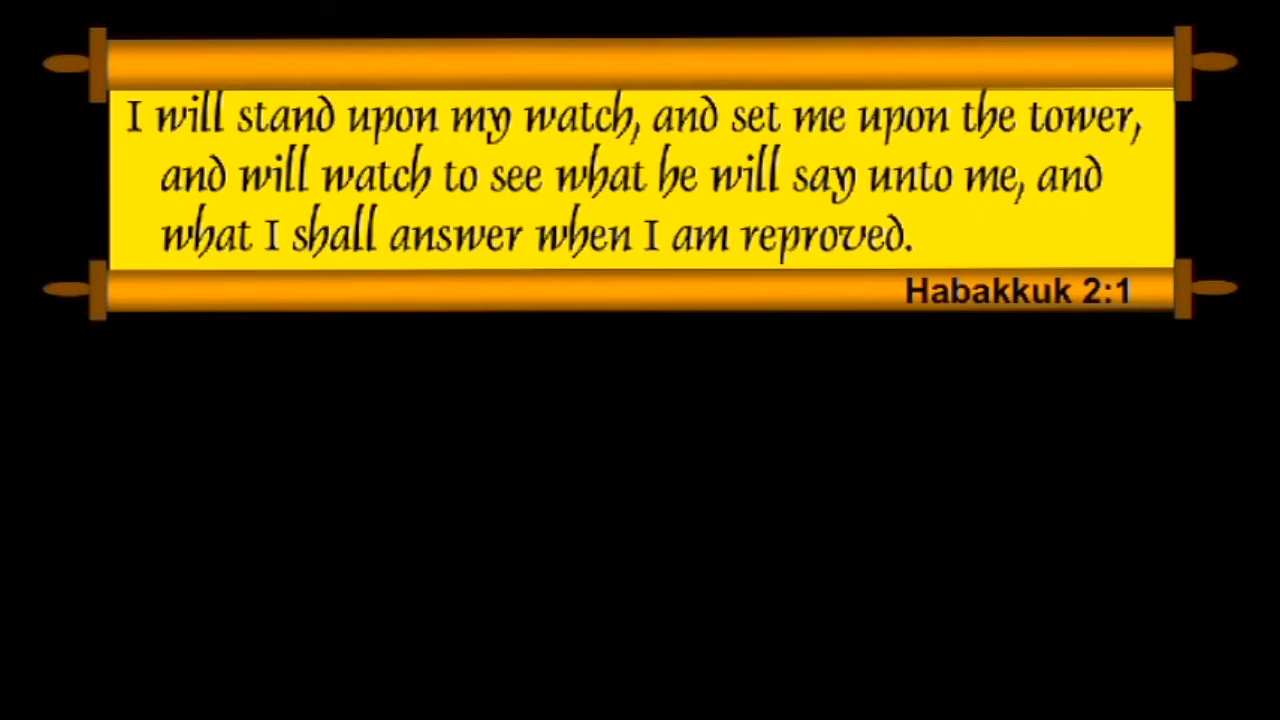 I will stand upon my watch, and set me upon the tower,
and will watch to see what he will say unto me, and
what I shall answer when I am reproved.
Habakkuk 2:1